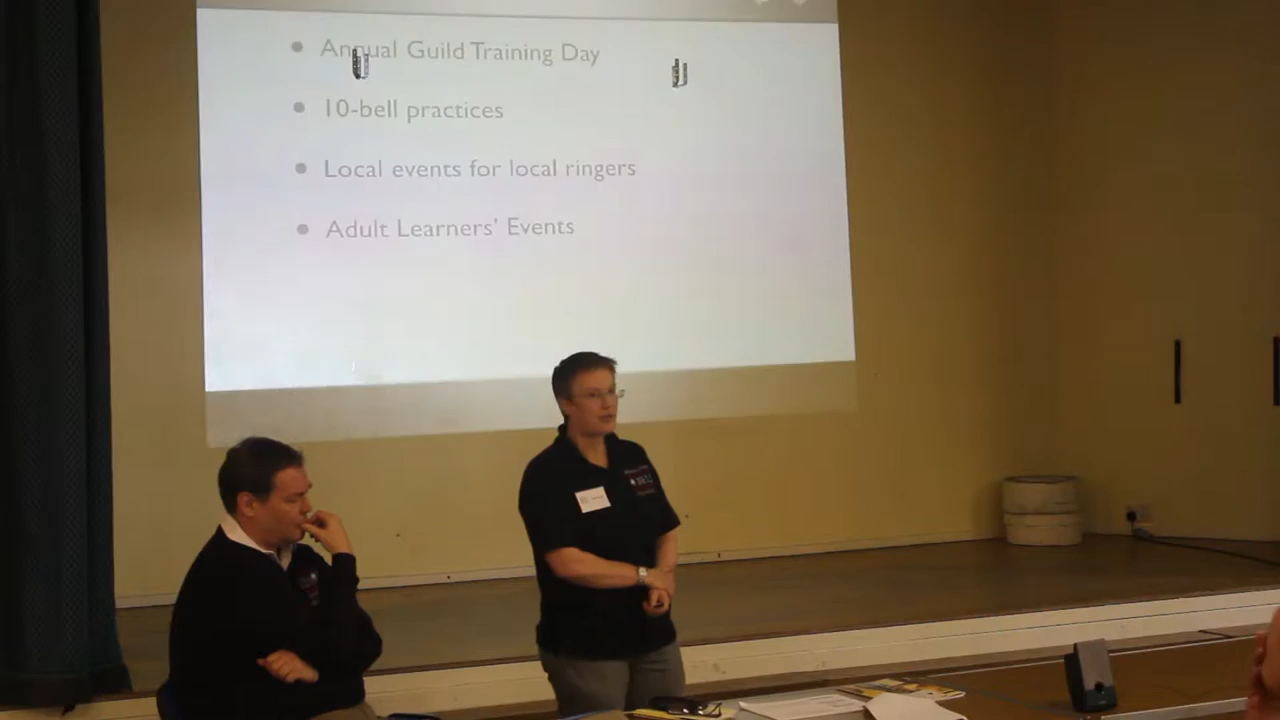 • Annual Guild Training Day
• 10-bell practices
• Local events for local ringers
• Adult Learners' Events